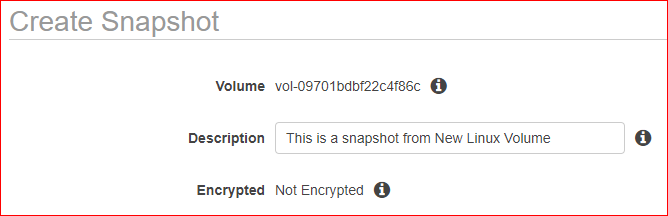 Create Snapshot
Volume vol-09701bdbf22c4f86c
Description This is a snapshot from New Linux Volume
Encrypted Not Encrypted